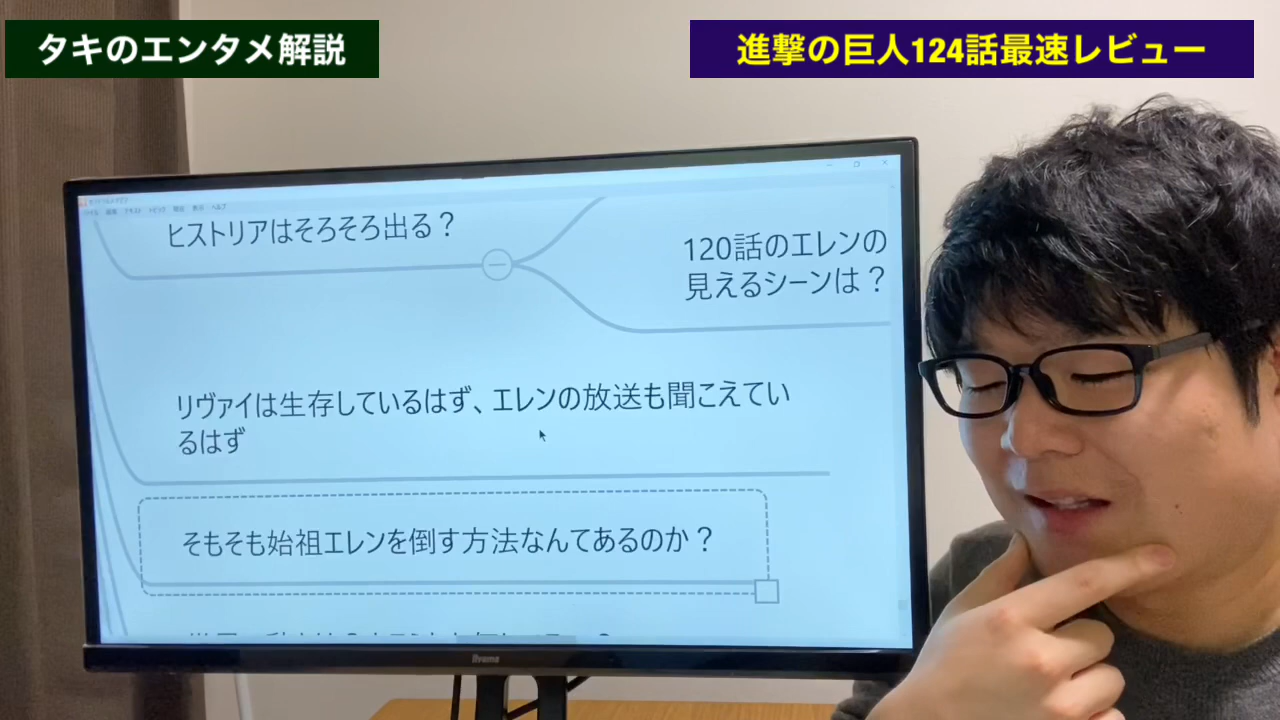 タキのエンタメ解説
進撃の巨人124話最速レビュー
ヒストリアはそろそろ出る？
120話のエレンの
見えるシーンは？
リヴァイは生存しているはず、エレンの放送も聞こえてい
るはず
そもそも始祖エレンを倒す方法なんてあるのか？
iiyama